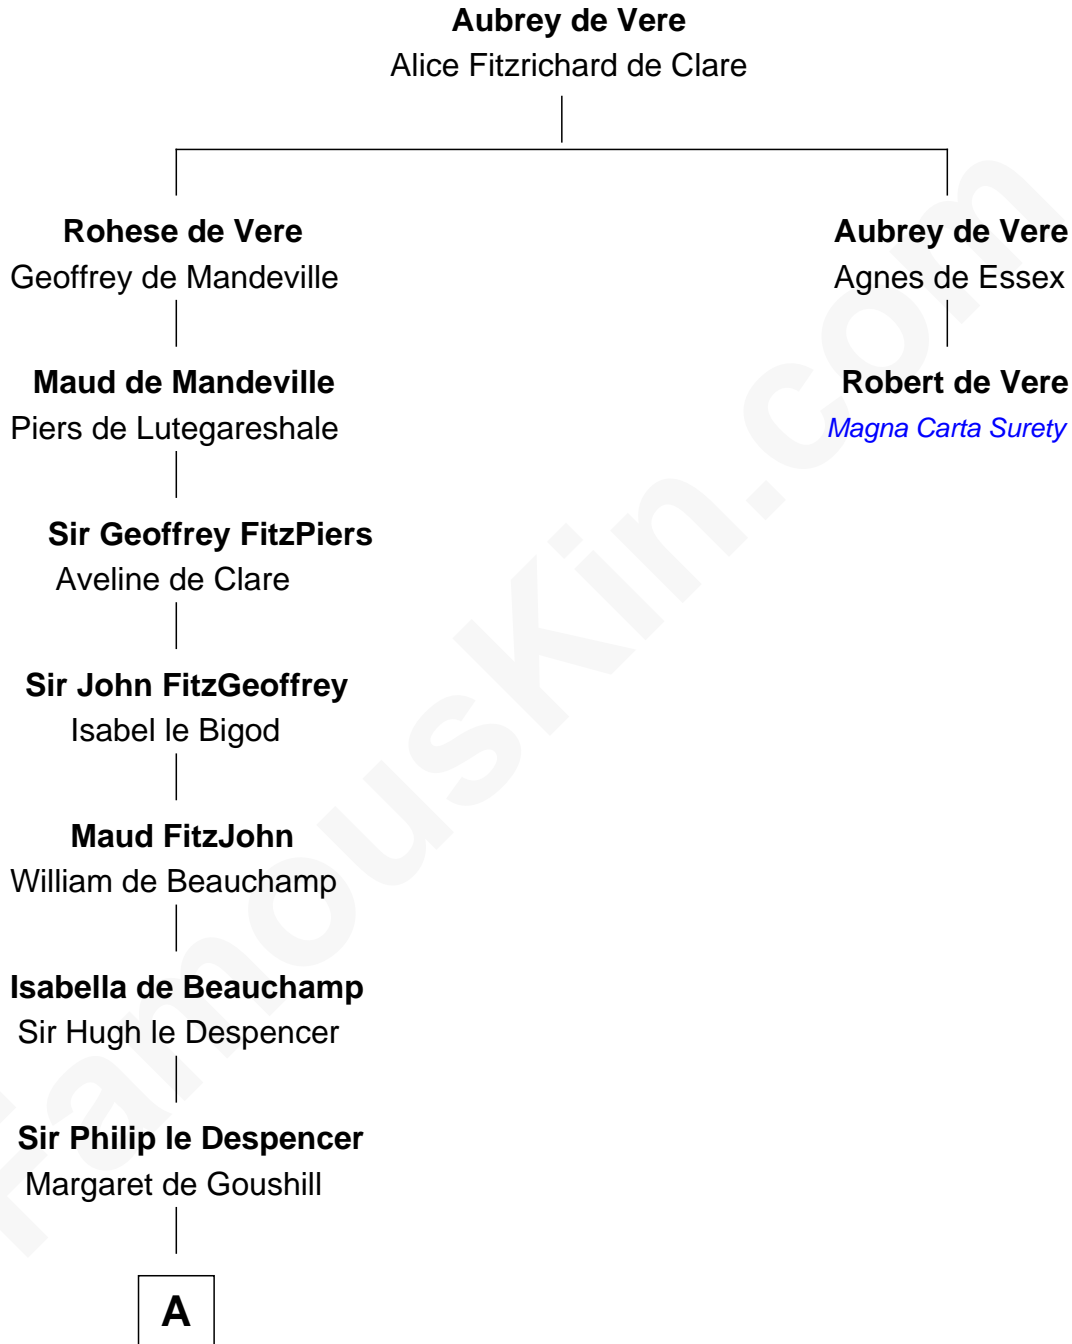 Aubrey de Vere
Alice Fitzrichard de Clare
Rohese de Vere
Geoffrey de Mandeville
Aubrey de Vere
Agnes de Essex
Maud de Mandeville
Piers de Lutegareshale
Robert de Vere
Magna Carta Surety
Sir Geoffrey FitzPiers
Aveline de Clare
Sir John FitzGeoffrey
Isabel le Bigod
Maud FitzJohn
William de Beauchamp
Isabella de Beauchamp
Sir Hugh le Despencer
Sir Philip le Despencer
Margaret de Goushill
A
FamousKin.com